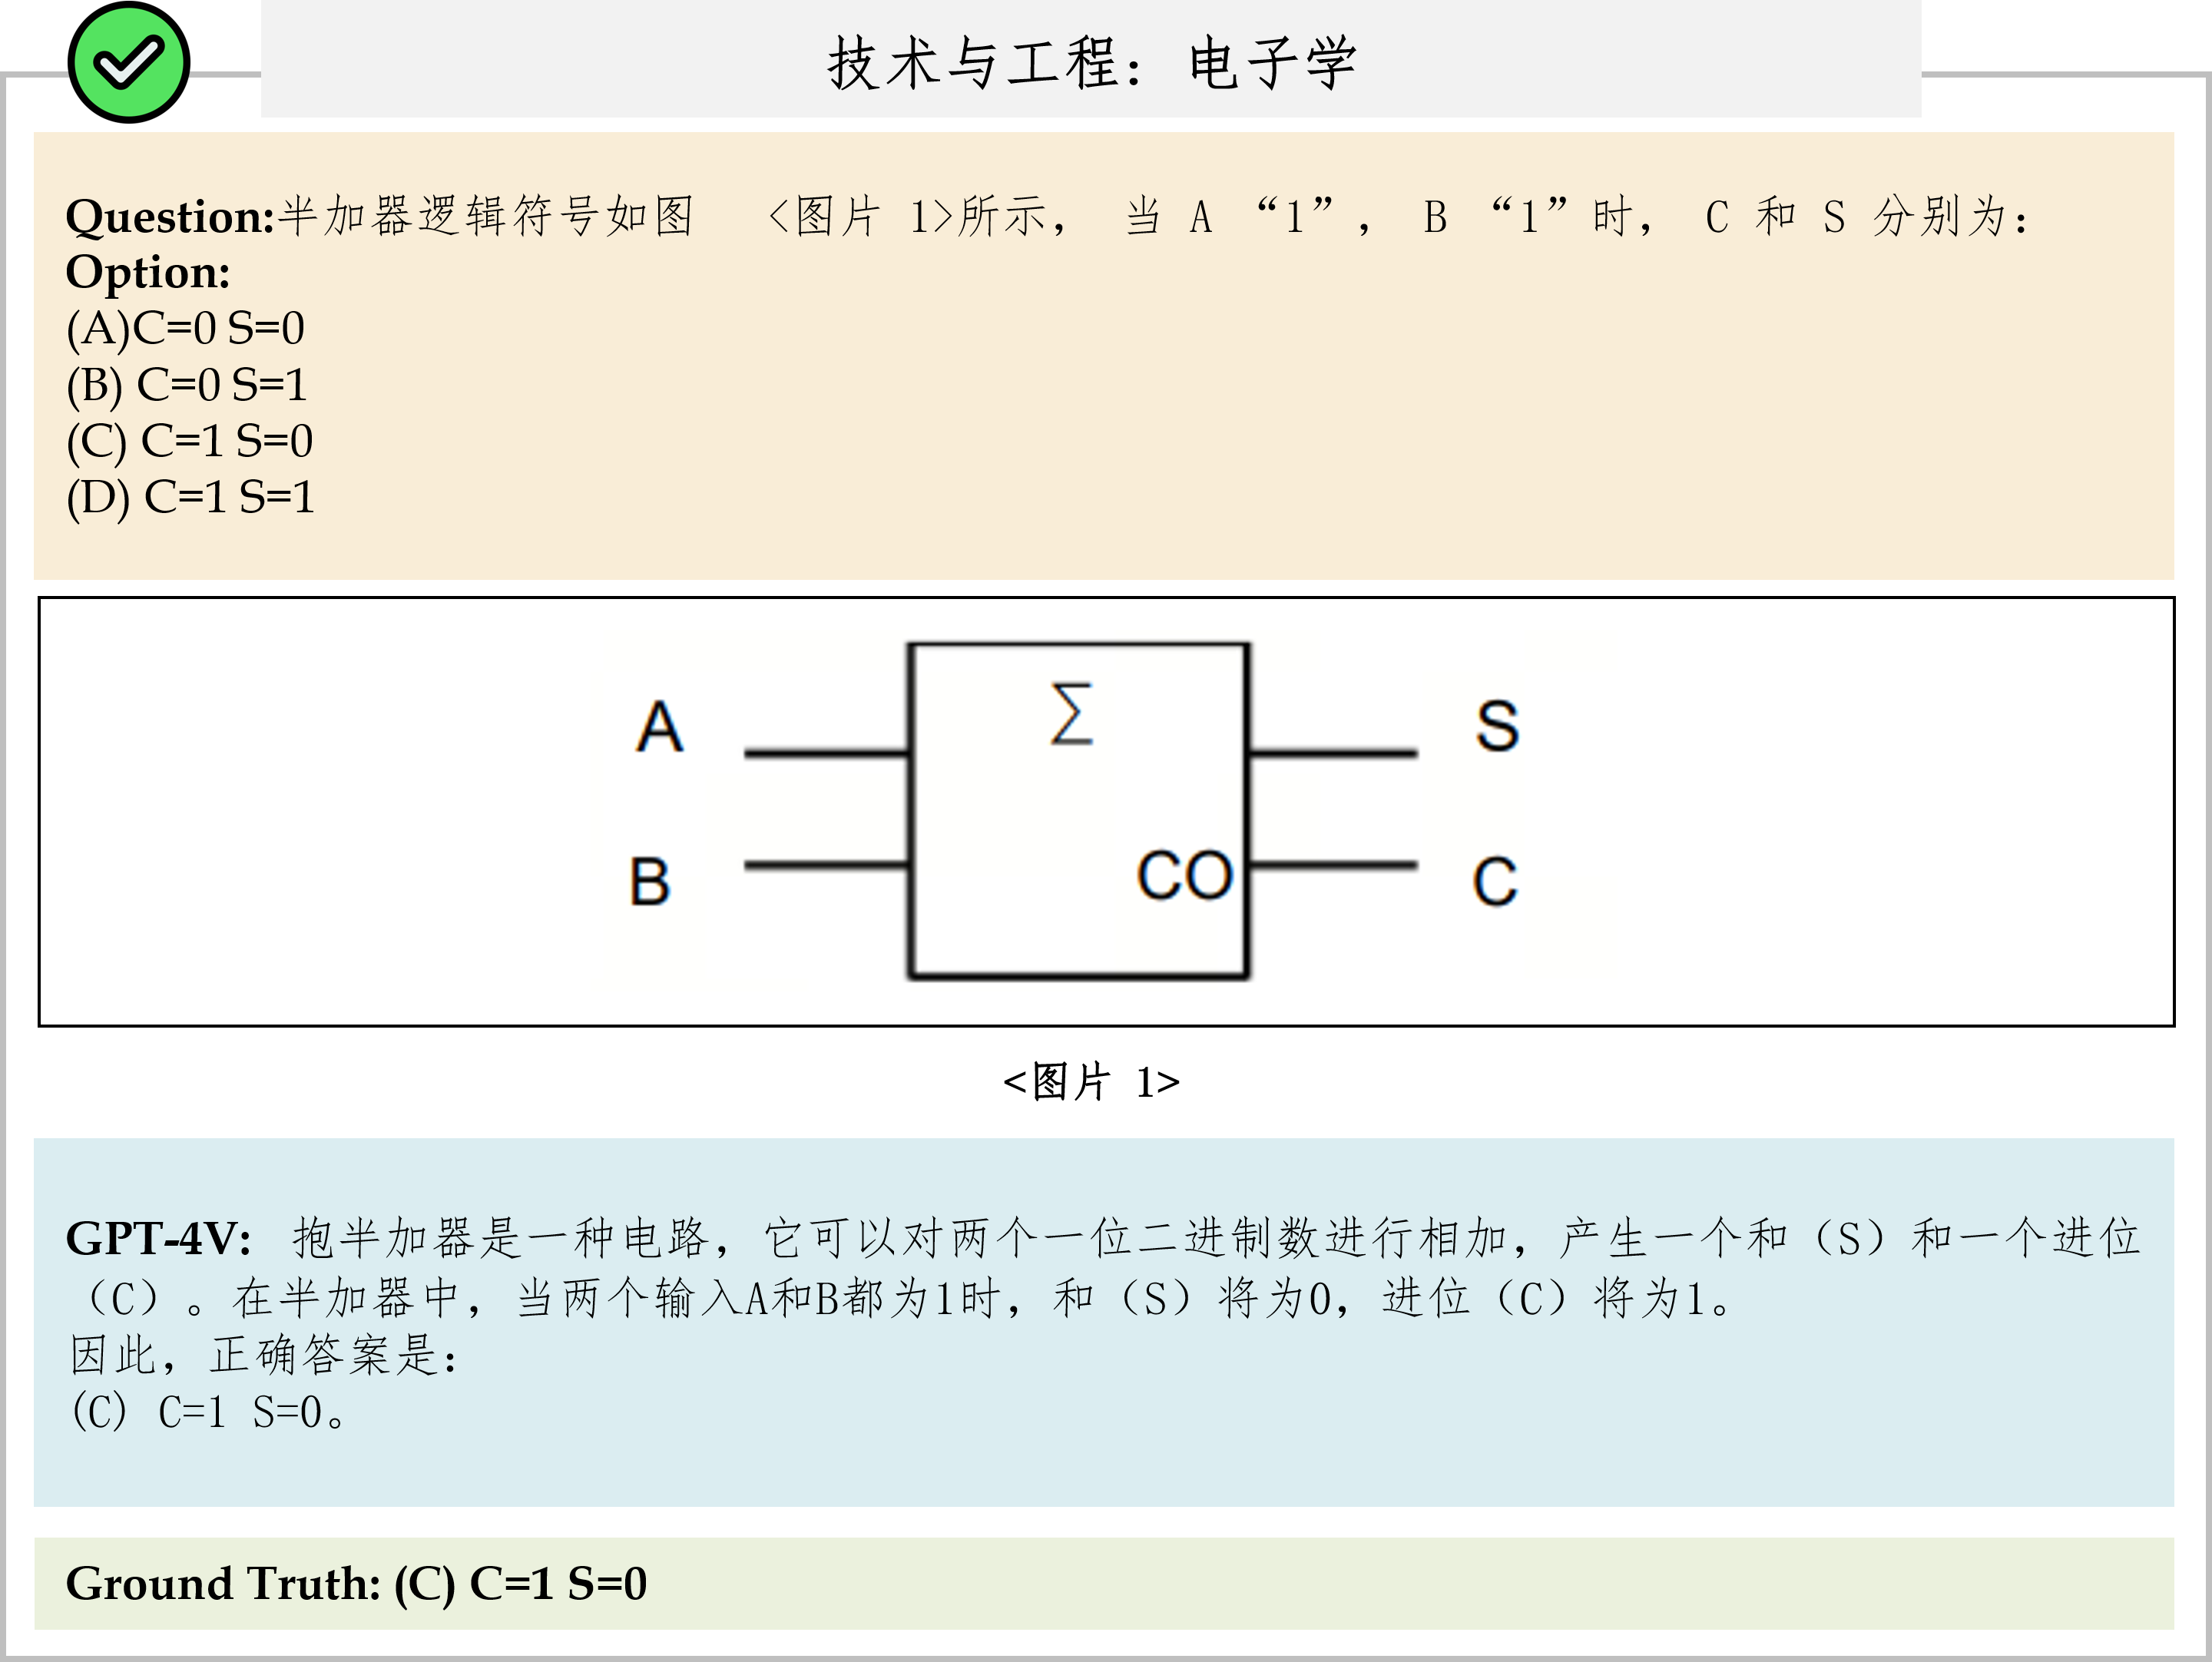 技术与工程：电子学
Question:半加器逻辑符号如图 <图片 1>所示， 当 A “1”， B “1”时， C 和 S 分别为：
Option:
(A)C=0 S=0
(B) C=0 S=1
(C) C=1 S=0
(D) C=1 S=1
Σ
A S
B CO C
<图片 1>
GPT-4V: 抱半加器是一种电路，它可以对两个一位二进制数进行相加，产生一个和（S）和一个进位
（C）。在半加器中，当两个输入A和B都为1时，和（S）将为0，进位（C）将为1。
因此，正确答案是：
(C) C=1 S=0。
Ground Truth: (C) C=1 S=0